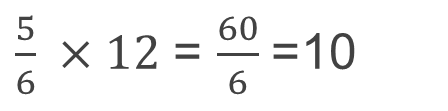 5/6 × 12 = 60/6 =10